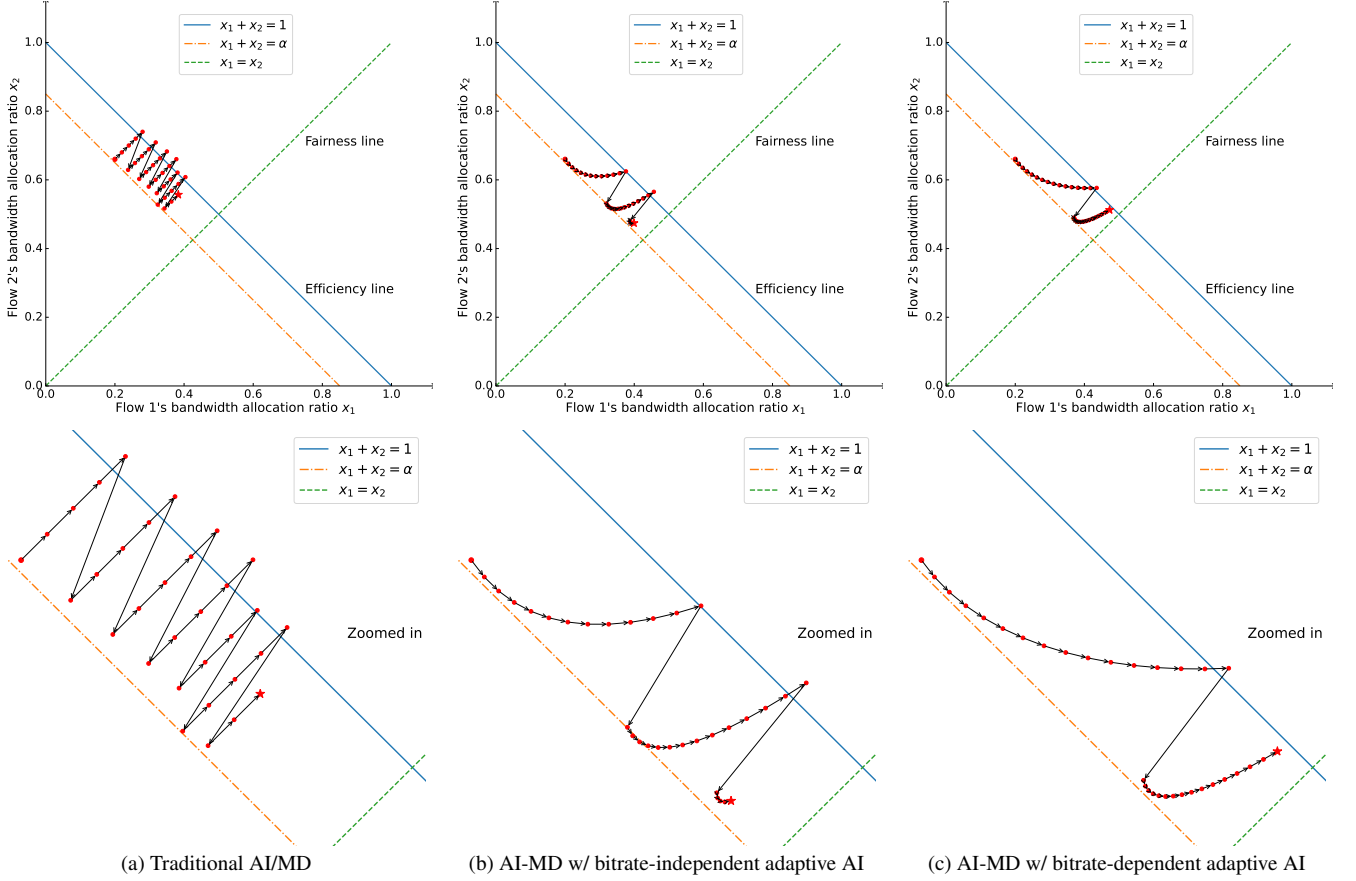 x₁ + x₂ = 1
x₁ + x₂ = α
x₁ = x₂
Fairness line
Efficiency line
1.0
0.8
0.6
0.4
0.2
0.0
0.0 0.2 0.4 0.6 0.8 1.0
Flow 2's bandwidth allocation ratio x₂
Flow 1's bandwidth allocation ratio x₁
x₁ + x₂ = 1
x₁ + x₂ = α
x₁ = x₂
Fairness line
Efficiency line
1.0
0.8
0.6
0.4
0.2
0.0
0.0 0.2 0.4 0.6 0.8 1.0
Flow 2's bandwidth allocation ratio x₂
Flow 1's bandwidth allocation ratio x₁
x₁ + x₂ = 1
x₁ + x₂ = α
x₁ = x₂
Fairness line
Efficiency line
1.0
0.8
0.6
0.4
0.2
0.0
0.0 0.2 0.4 0.6 0.8 1.0
Flow 2's bandwidth allocation ratio x₂
Flow 1's bandwidth allocation ratio x₁
x₁ + x₂ = 1
x₁ + x₂ = α
x₁ = x₂
Zoomed in
(a) Traditional AI/MD
x₁ + x₂ = 1
x₁ + x₂ = α
x₁ = x₂
Zoomed in
(b) AI-MD w/ bitrate-independent adaptive AI
x₁ + x₂ = 1
x₁ + x₂ = α
x₁ = x₂
Zoomed in
(c) AI-MD w/ bitrate-dependent adaptive AI